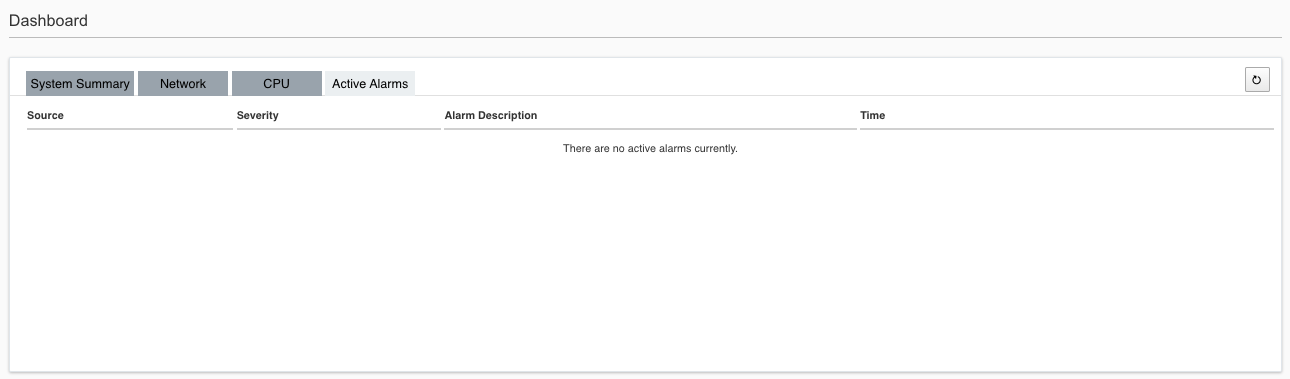 Dashboard
System Summary Network CPU Active Alarms
Source Severity Alarm Description Time
There are no active alarms currently.